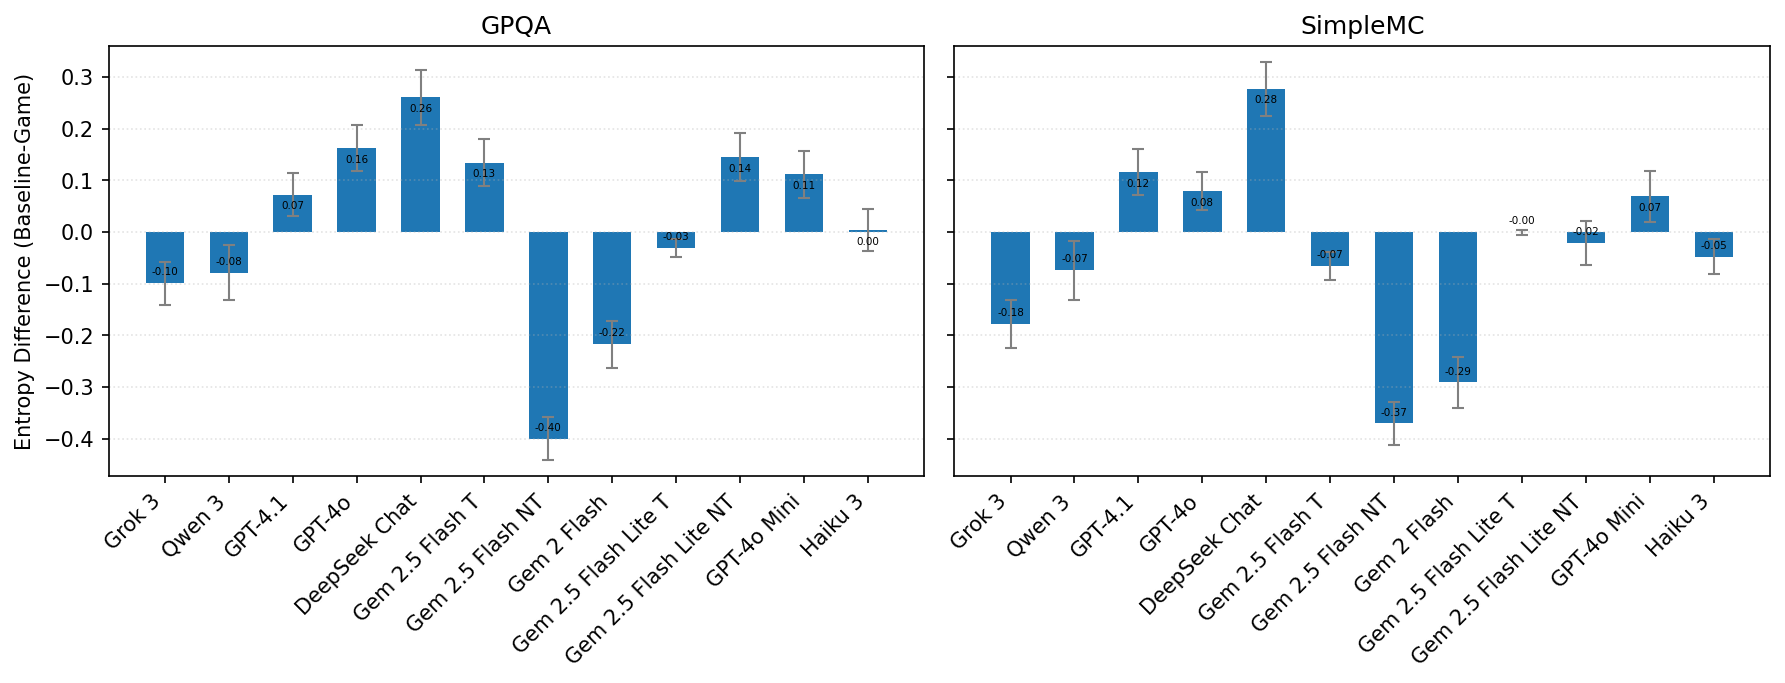 GPQA
SimpleMC
Entropy Difference (Baseline-Game)
0.3
0.2
0.1
0.0
−0.1
−0.2
−0.3
−0.4
-0.10
-0.08
0.07
0.16
0.26
0.13
-0.40
-0.22
-0.03
0.14
0.11
0.00
Grok 3
Qwen 3
GPT-4.1
GPT-4o
DeepSeek Chat
Gem 2.5 Flash T
Gem 2.5 Flash NT
Gem 2 Flash
Gem 2.5 Flash Lite T
Gem 2.5 Flash Lite NT
GPT-4o Mini
Haiku 3
-0.18
-0.07
0.12
0.08
0.28
-0.07
-0.37
-0.29
-0.00
-0.02
0.07
-0.05
Grok 3
Qwen 3
GPT-4.1
GPT-4o
DeepSeek Chat
Gem 2.5 Flash T
Gem 2.5 Flash NT
Gem 2 Flash
Gem 2.5 Flash Lite T
Gem 2.5 Flash Lite NT
GPT-4o Mini
Haiku 3